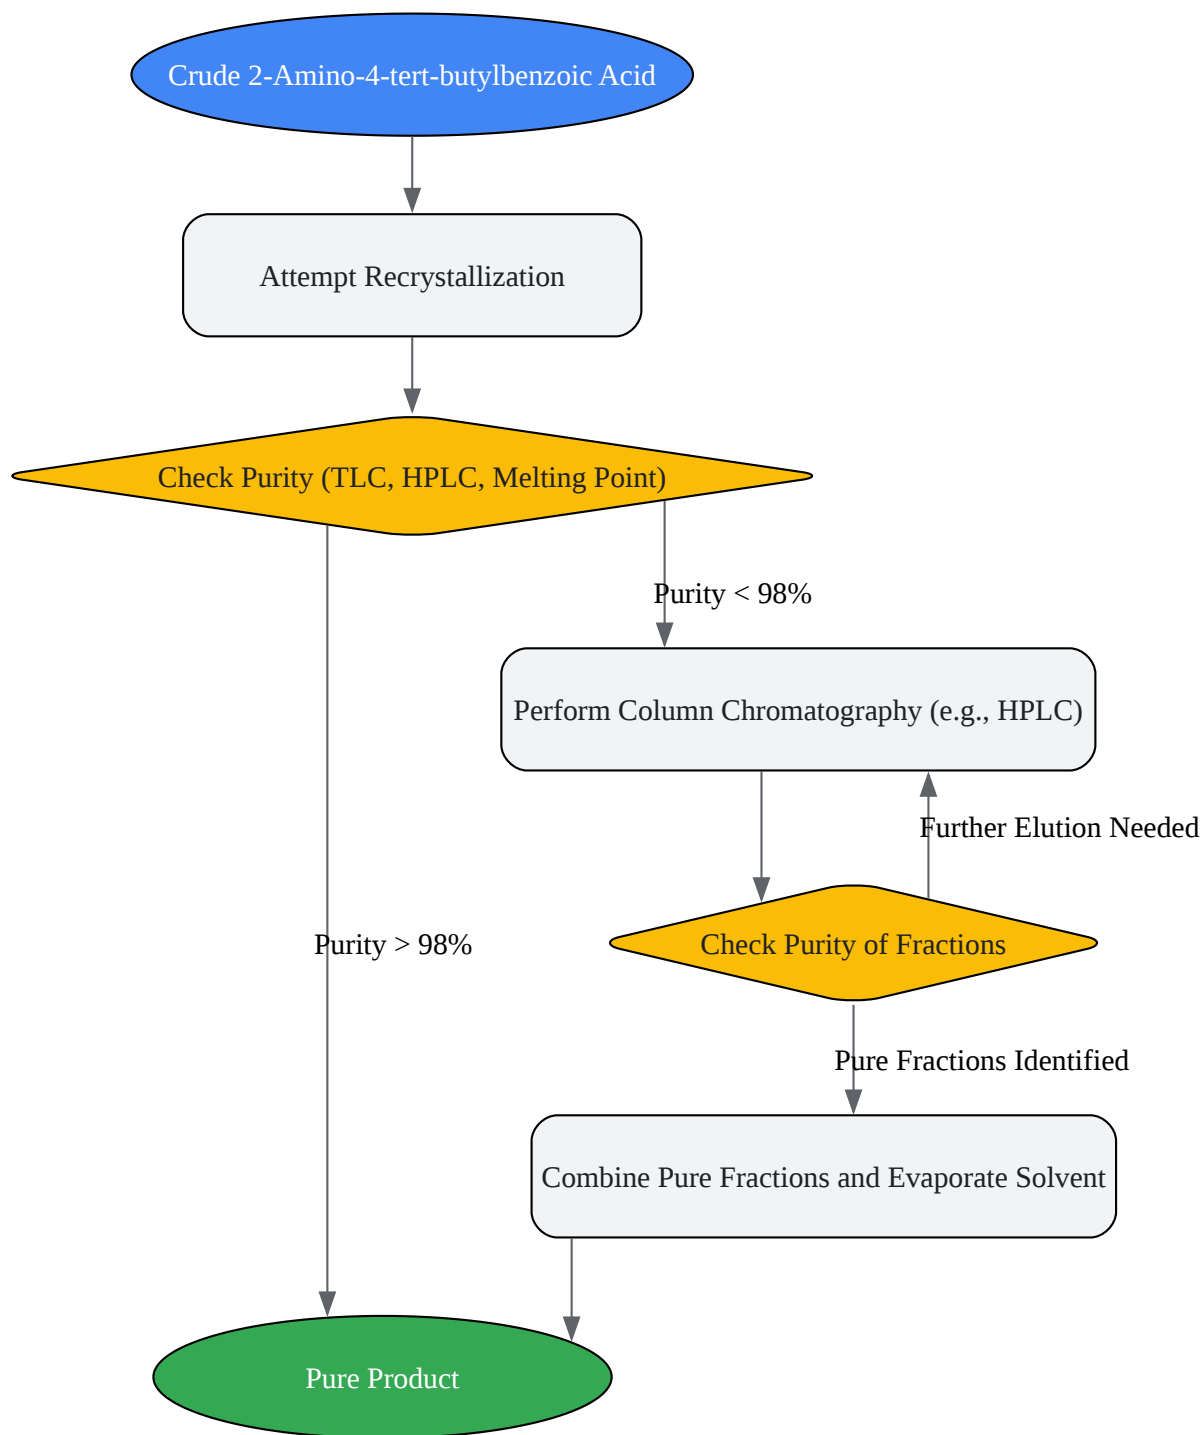 Crude 2-Amino-4-tert-butylbenzoic Acid
Attempt Recrystallization
Check Purity (TLC, HPLC, Melting Point)
Purity < 98%
Perform Column Chromatography (e.g., HPLC)
Further Elution Needed
Purity > 98%
Check Purity of Fractions
Pure Fractions Identified
Combine Pure Fractions and Evaporate Solvent
Pure Product